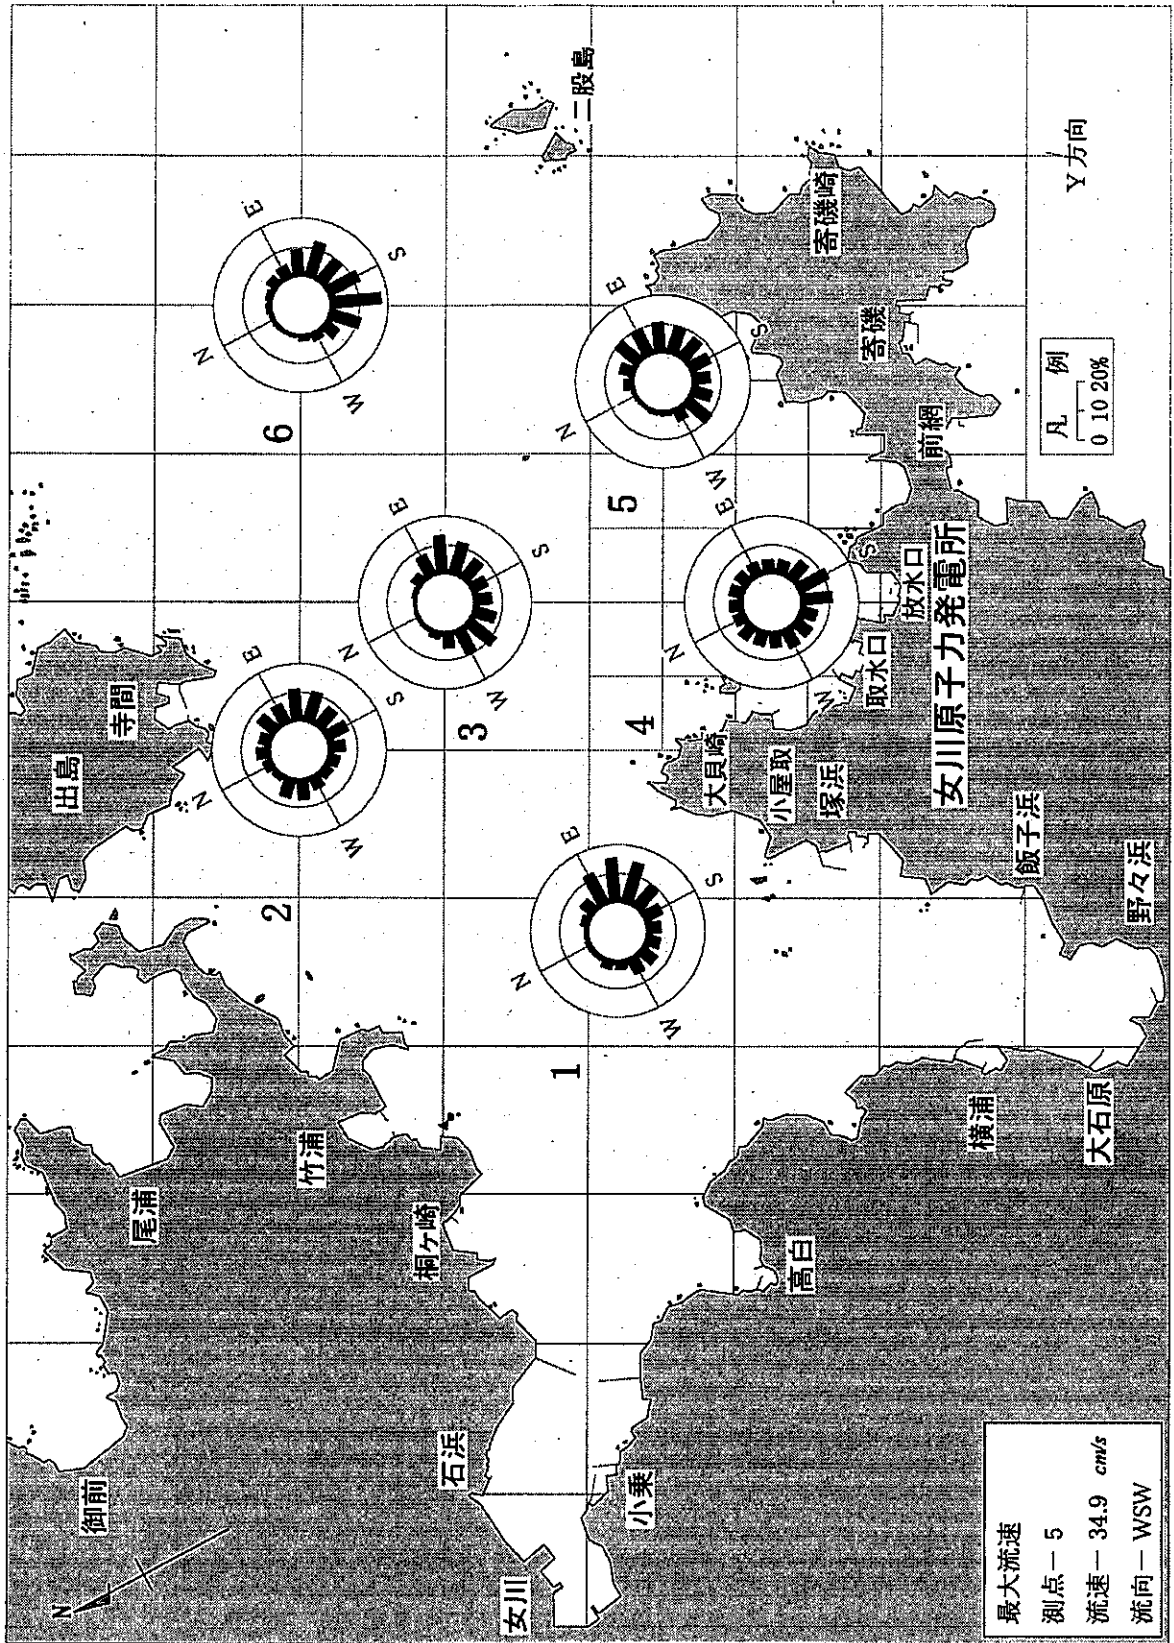 御前
尾浦
竹浦
桐ケ崎
石浜
女川
小乗
高白
横浦
大石原
野々浜
飯子浜
塚浜
小屋取
大貝崎
取水口
放水口
女川原子力発電所
前網
寄磯
寄磯崎
二股島
出島
寺間
1
N
E
S
W
2
N
E
S
W
3
N
E
S
W
4
N
E
S
W
5
N
E
S
W
6
N
E
S
W
N
Y方向
凡 例
0 10 20%
最大流速
測点－5
流速－34.9 cm/s
流向－WSW